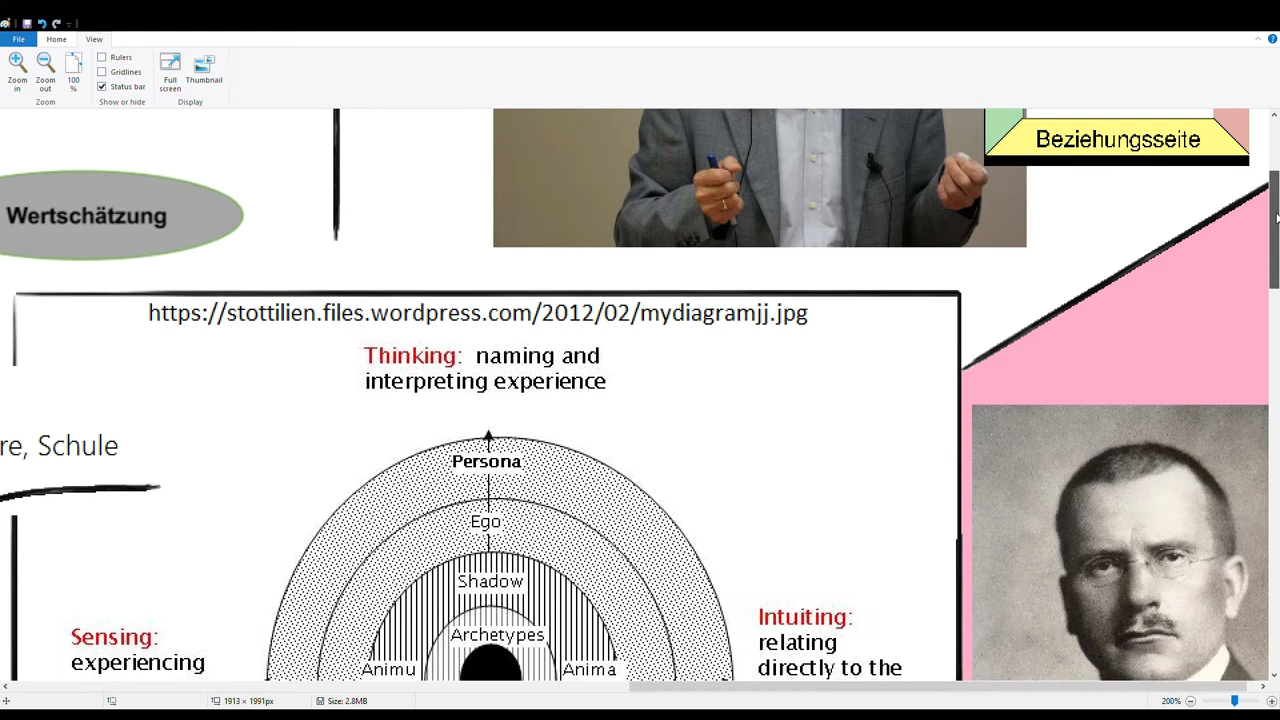 File
Home
View
Zoom
in
Zoom
out
100
%
Rulers
Gridlines
Status bar
Full
screen
Thumbnail
Zoom
Show or hide
Display
Beziehungsseite
Wertschätzung
https://stottilien.files.wordpress.com/2012/02/mydiagramjj.jpg
Thinking: naming and
interpreting experience
re, Schule
Persona
Ego
Shadow
Archetypes
Animu
Anima
Sensing:
experiencing
Intuiting:
relating
directly to the
1913 × 1991px
Size: 2.8MB
200%